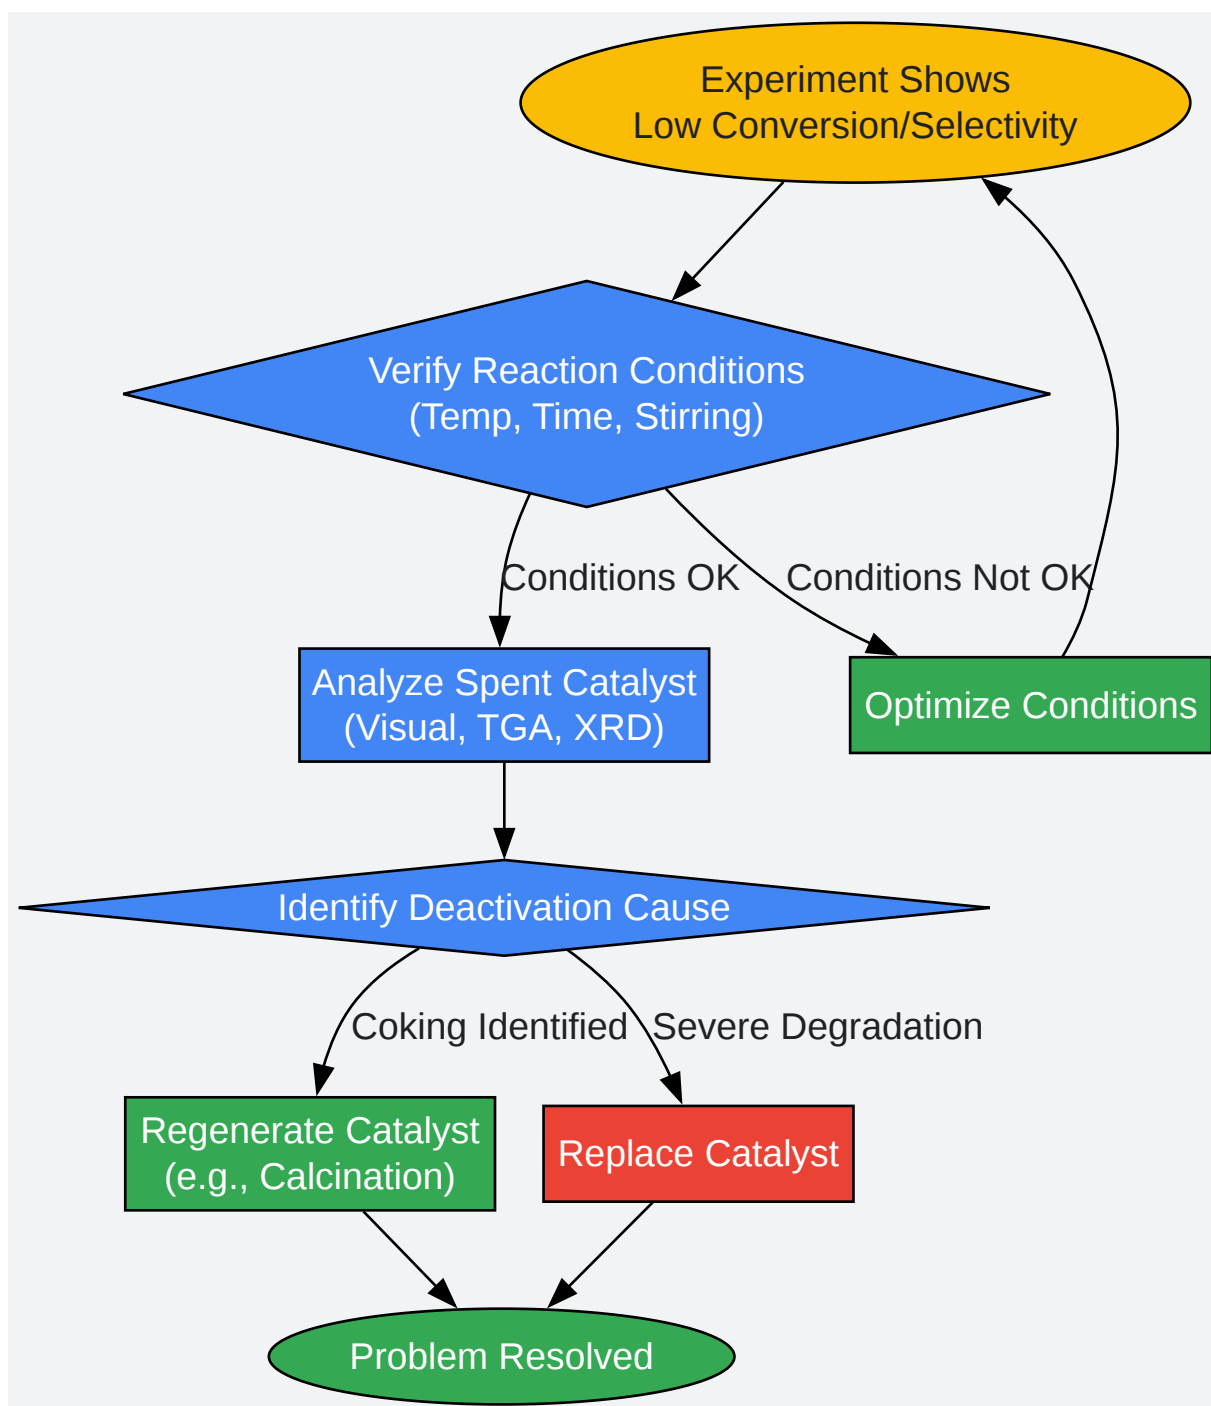 Experiment Shows
Low Conversion/Selectivity
Verify Reaction Conditions
(Temp, Time, Stirring)
Conditions OK
Conditions Not OK
Analyze Spent Catalyst
(Visual, TGA, XRD)
Optimize Conditions
Identify Deactivation Cause
Coking Identified
Severe Degradation
Regenerate Catalyst
(e.g., Calcination)
Replace Catalyst
Problem Resolved